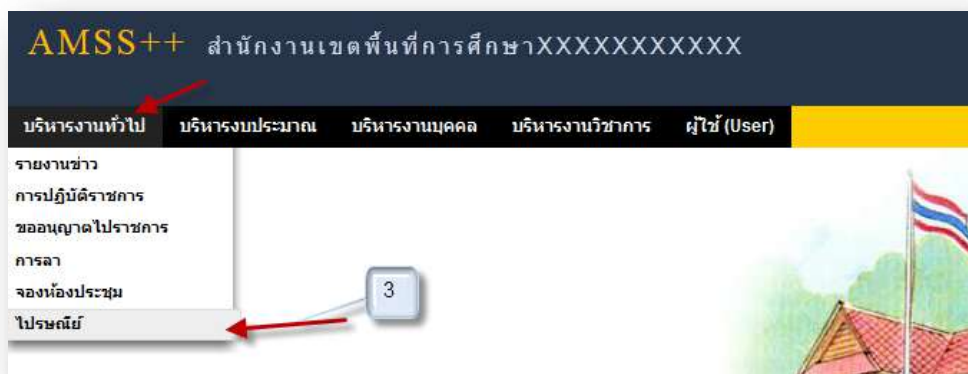 AMSS++ สำนักงานเขตพื้นที่การศึกษาXXXXXXXXXXX
บริหารงานทั่วไป บริหารงบประมาณ บริหารงานบุคคล บริหารงานวิชาการ ผู้ใช้ (User)
รายงานข่าว
การปฏิบัติราชการ
ขออนุญาตไปราชการ
การลา
จองห้องประชุม
ไปรษณีย์
3